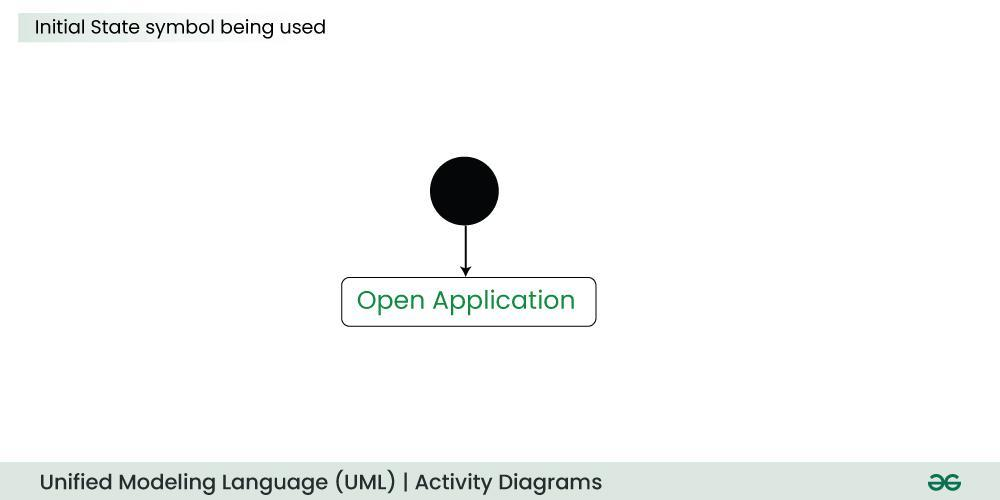 Initial State symbol being used
Open Application
Unified Modeling Language (UML) | Activity Diagrams